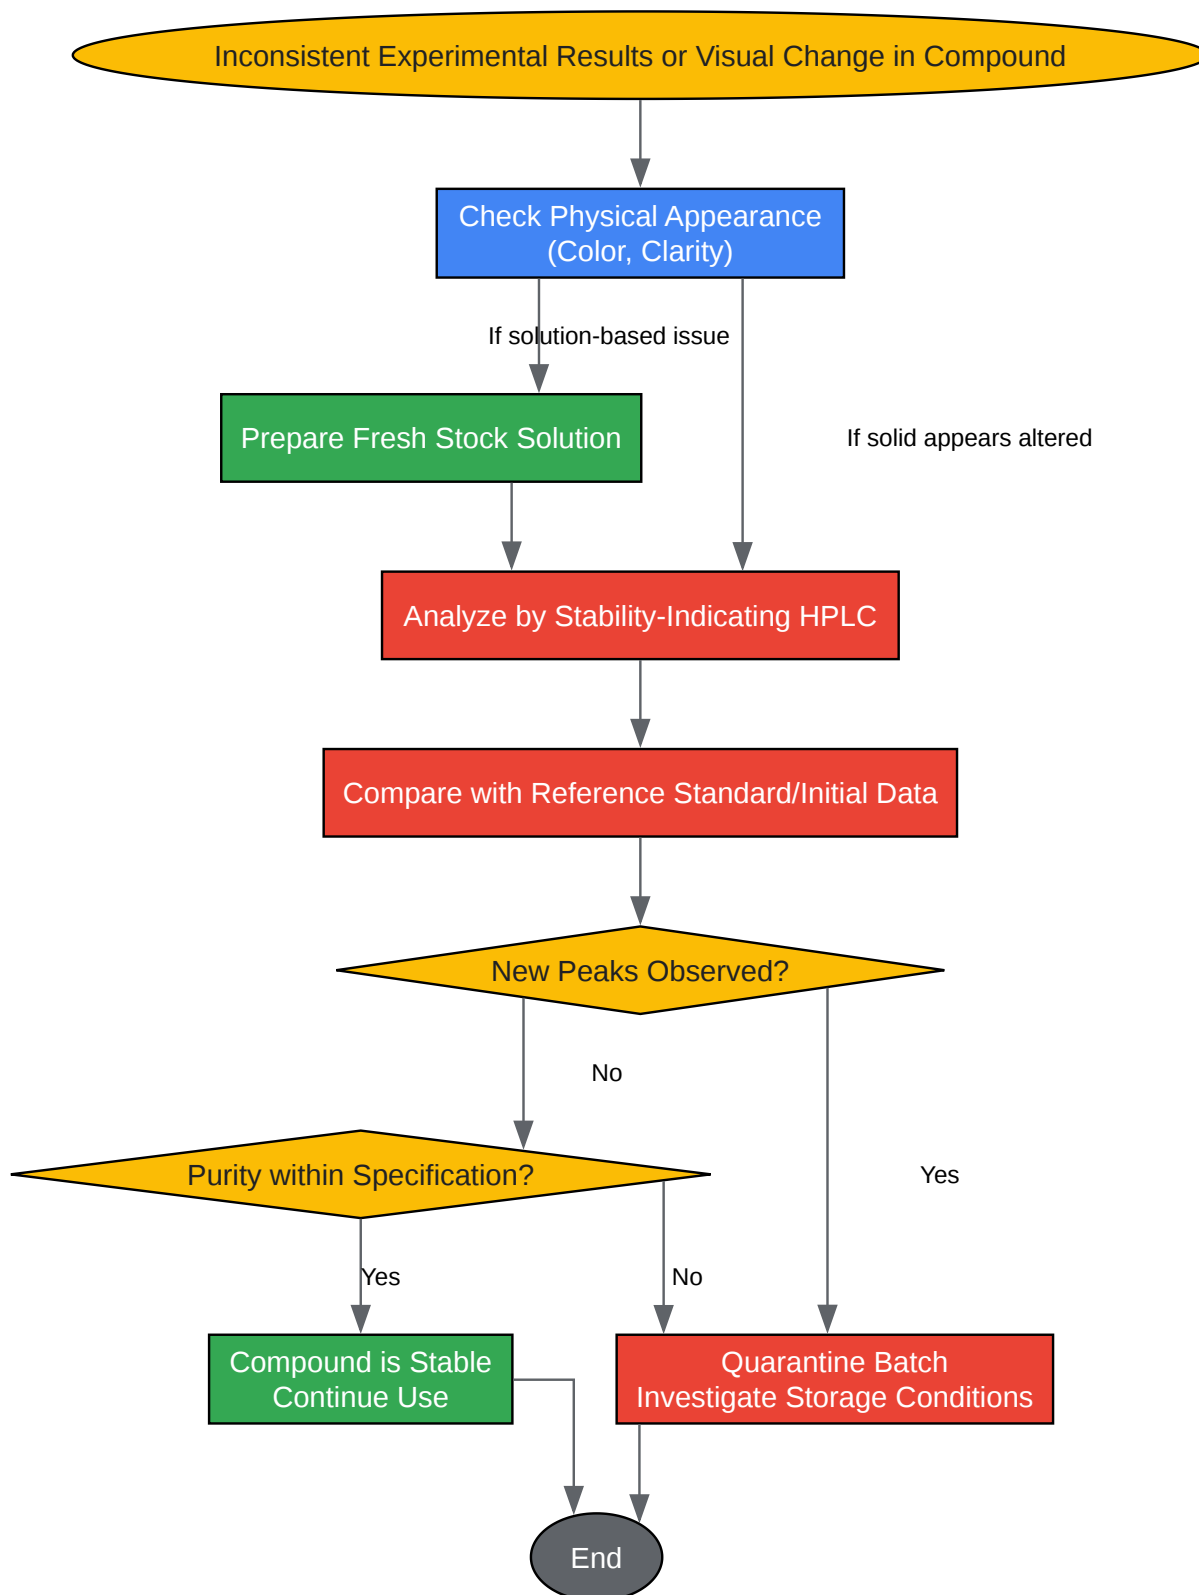 Inconsistent Experimental Results or Visual Change in Compound
Check Physical Appearance
(Color, Clarity)
If solution-based issue
Prepare Fresh Stock Solution
If solid appears altered
Analyze by Stability-Indicating HPLC
Compare with Reference Standard/Initial Data
New Peaks Observed?
No
Purity within Specification?
Yes
Yes
No
Compound is Stable
Continue Use
Quarantine Batch
Investigate Storage Conditions
End